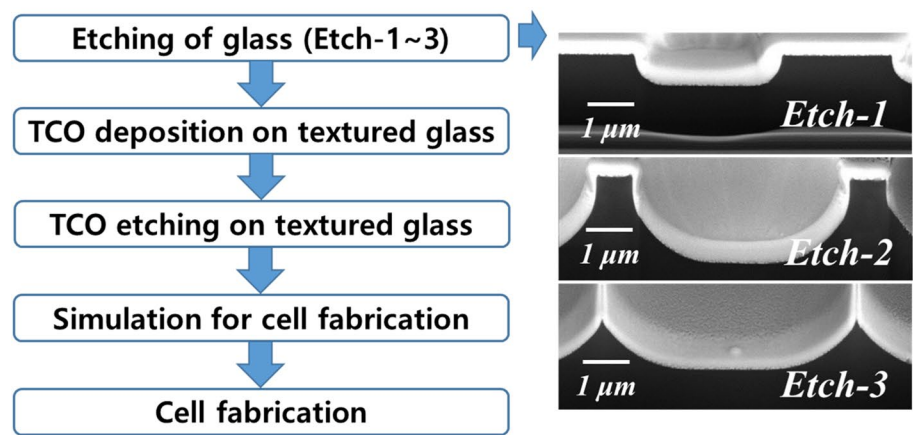 Etching of glass (Etch-1~3)
TCO deposition on textured glass
TCO etching on textured glass
Simulation for cell fabrication
Cell fabrication
1 μm
Etch-1
1 μm
Etch-2
1 μm
Etch-3